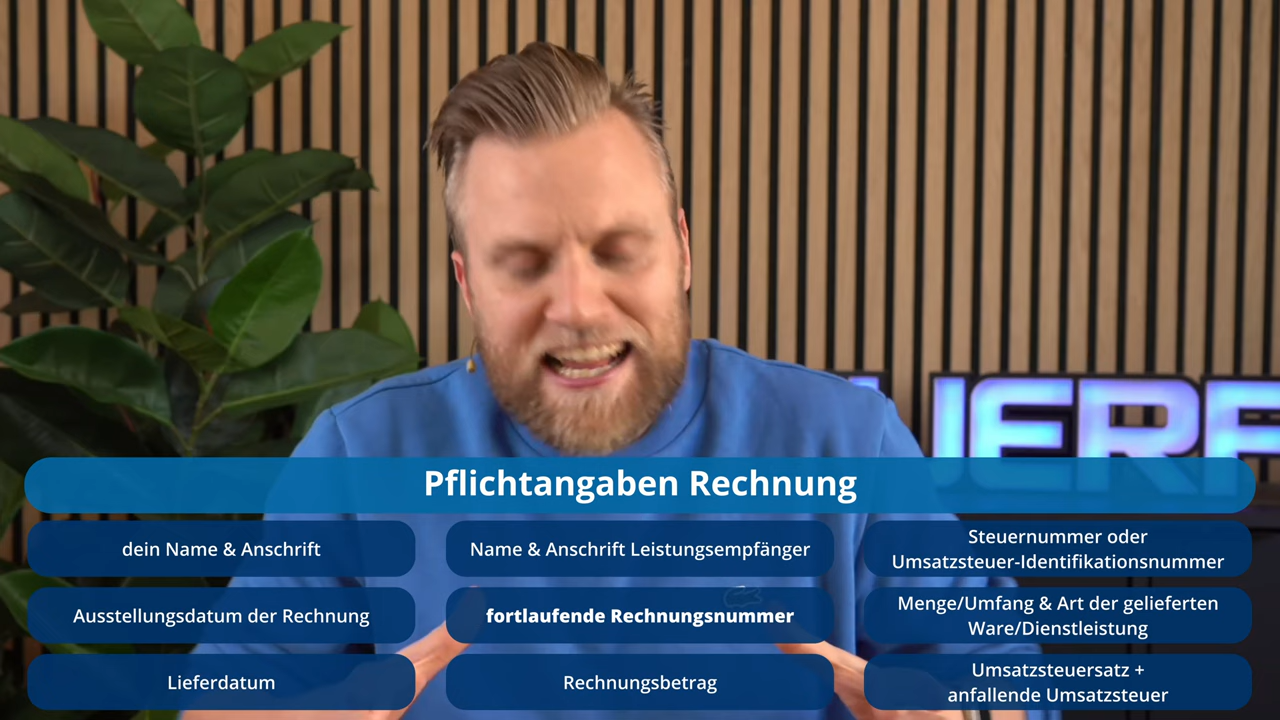 Pflichtangaben Rechnung
dein Name & Anschrift
Name & Anschrift Leistungsempfänger
Steuernummer oder
Umsatzsteuer-Identifikationsnummer
Ausstellungsdatum der Rechnung
fortlaufende Rechnungsnummer
Menge/Umfang & Art der gelieferten
Ware/Dienstleistung
Lieferdatum
Rechnungsbetrag
Umsatzsteuersatz +
anfallende Umsatzsteuer